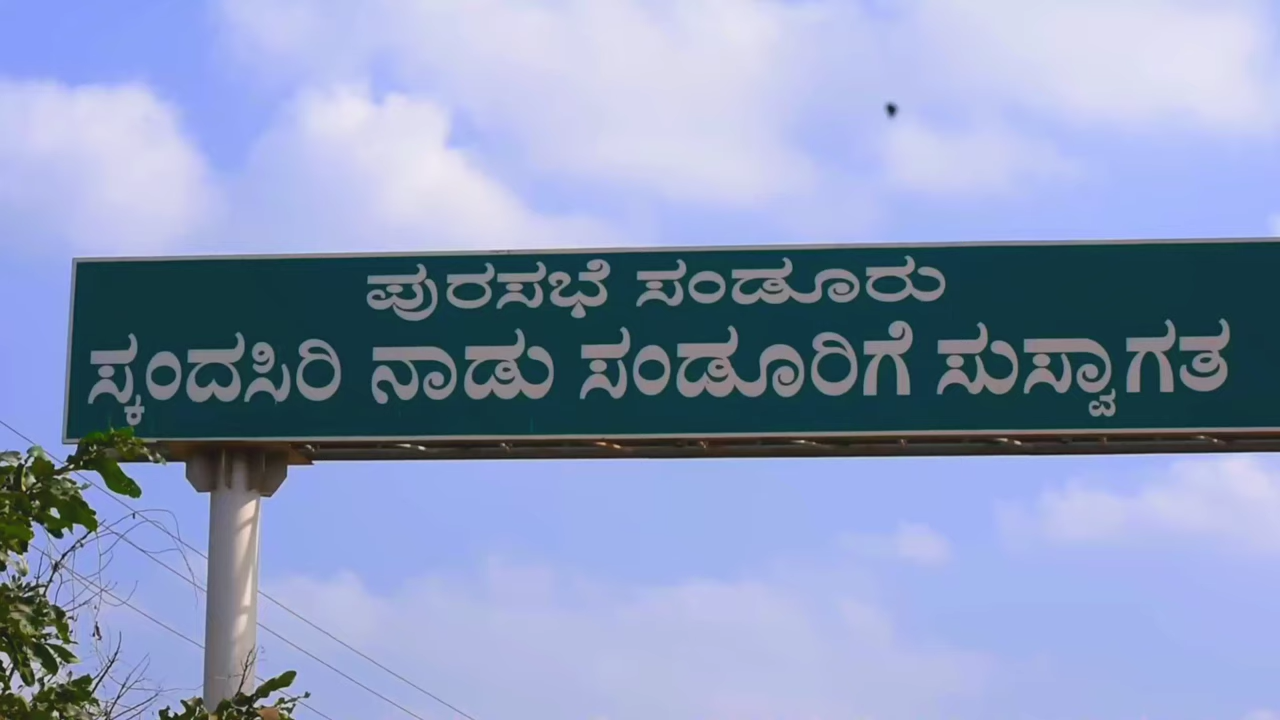 ಪುರಸಭೆ ಸಂಡೂರು
ಸ್ಕಂದಸಿರಿ ನಾಡು ಸಂಡೂರಿಗೆ ಸುಸ್ವಾಗತ